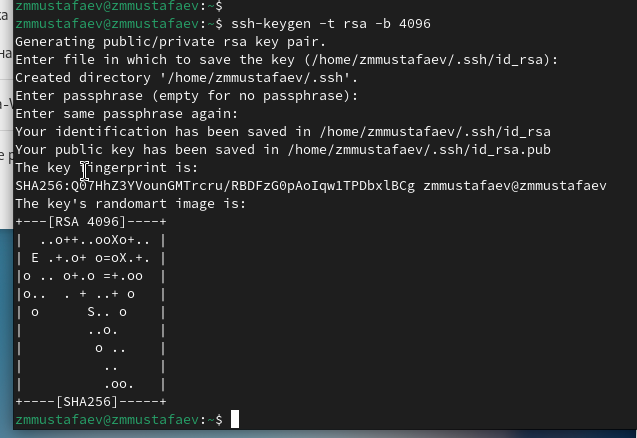 zmmustafaev@zmmustafaev:~$
zmmustafaev@zmmustafaev:~$ ssh-keygen -t rsa -b 4096
Generating public/private rsa key pair.
Enter file in which to save the key (/home/zmmustafaev/.ssh/id_rsa):
Created directory '/home/zmmustafaev/.ssh'.
Enter passphrase (empty for no passphrase):
Enter same passphrase again:
Your identification has been saved in /home/zmmustafaev/.ssh/id_rsa
Your public key has been saved in /home/zmmustafaev/.ssh/id_rsa.pub
The key fingerprint is:
SHA256:Q07HhZ3YVounGMTrcru/RBDFzG0pAoIqw1TPDbxlBCg zmmustafaev@zmmustafaev
The key's randomart image is:
+---[RSA 4096]----+
|  ..o++..ooXo+.. |
| E .+.o+ o=oX.+. |
|o .. o+.o =+.oo  |
|o..  . + ..+ o   |
| o      S.. o    |
|        ..o.     |
|         o ..    |
|          ..     |
|          .oo.   |
+----[SHA256]-----+
zmmustafaev@zmmustafaev:~$